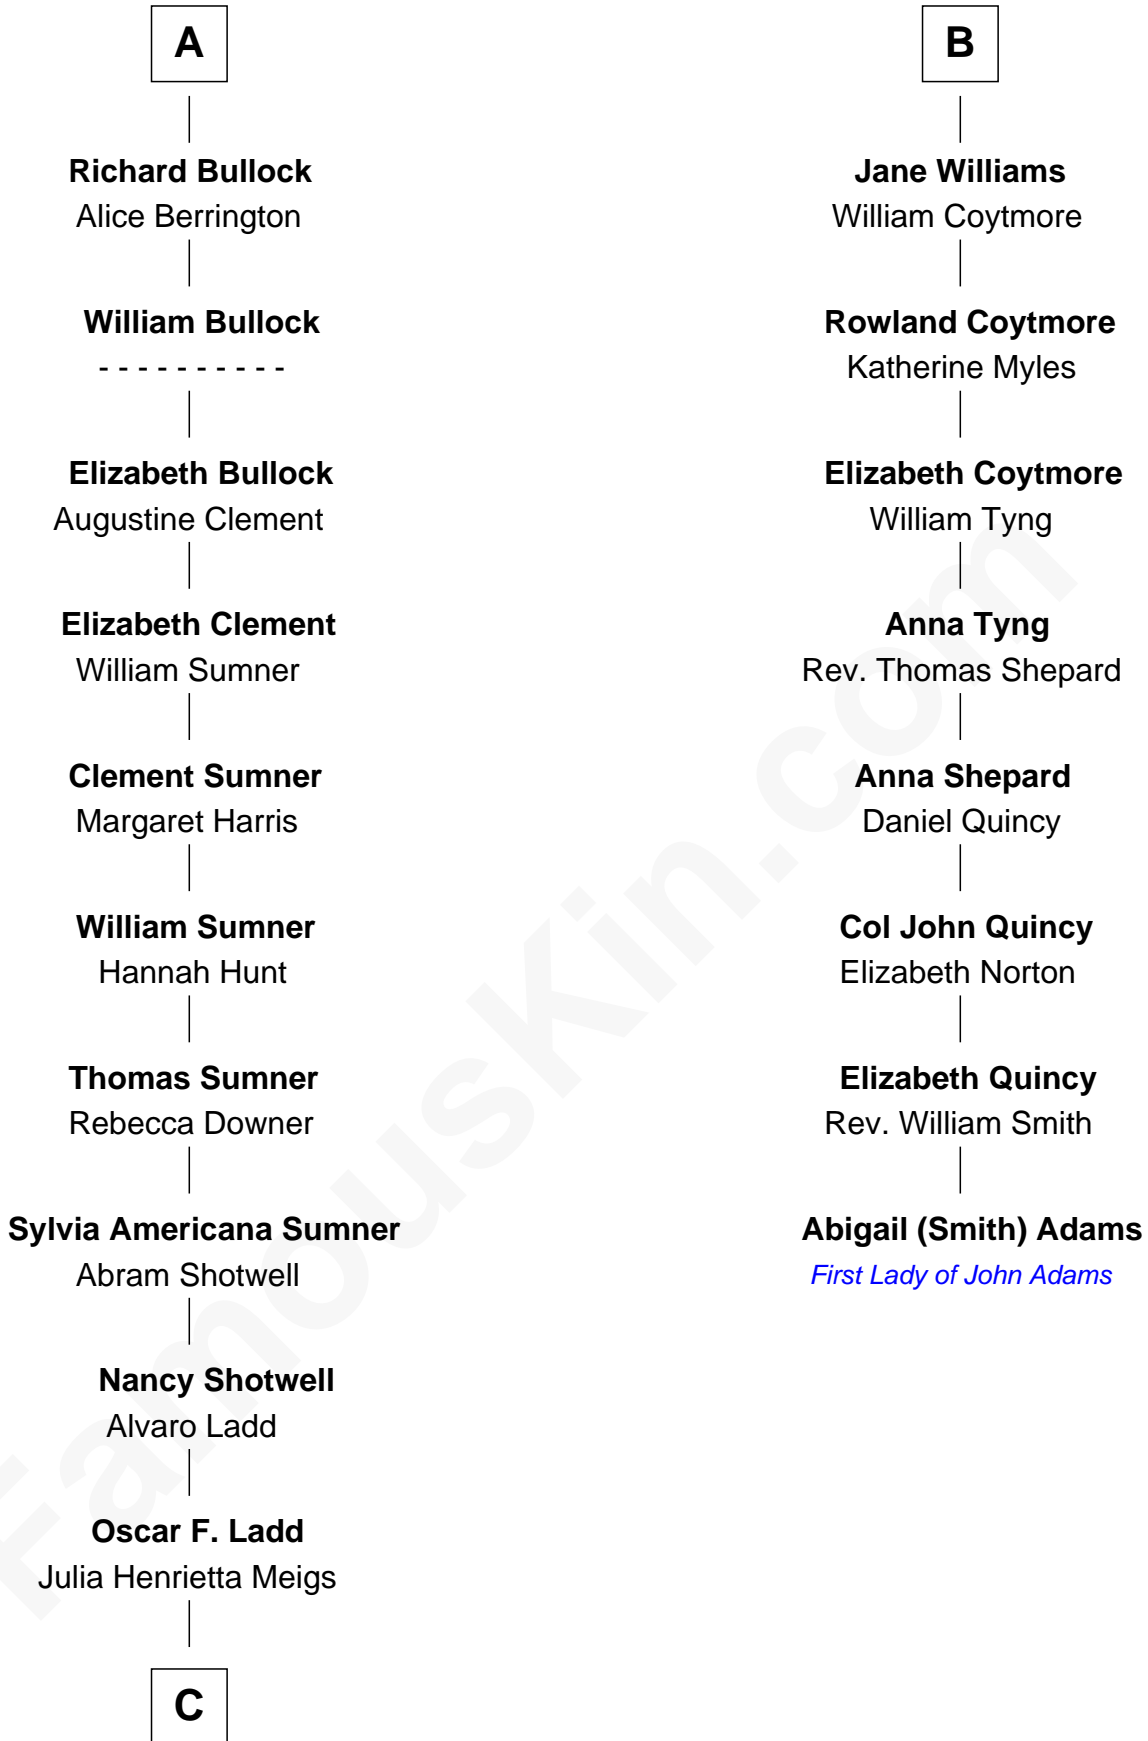 A
Richard Bullock
Alice Berrington
William Bullock
- - - - - - - - - -
Elizabeth Bullock
Augustine Clement
Elizabeth Clement
William Sumner
Clement Sumner
Margaret Harris
William Sumner
Hannah Hunt
Thomas Sumner
Rebecca Downer
Sylvia Americana Sumner
Abram Shotwell
Nancy Shotwell
Alvaro Ladd
Oscar F. Ladd
Julia Henrietta Meigs
C
B
Jane Williams
William Coytmore
Rowland Coytmore
Katherine Myles
Elizabeth Coytmore
William Tyng
Anna Tyng
Rev. Thomas Shepard
Anna Shepard
Daniel Quincy
Col John Quincy
Elizabeth Norton
Elizabeth Quincy
Rev. William Smith
Abigail (Smith) Adams
First Lady of John Adams
FamousKin.com